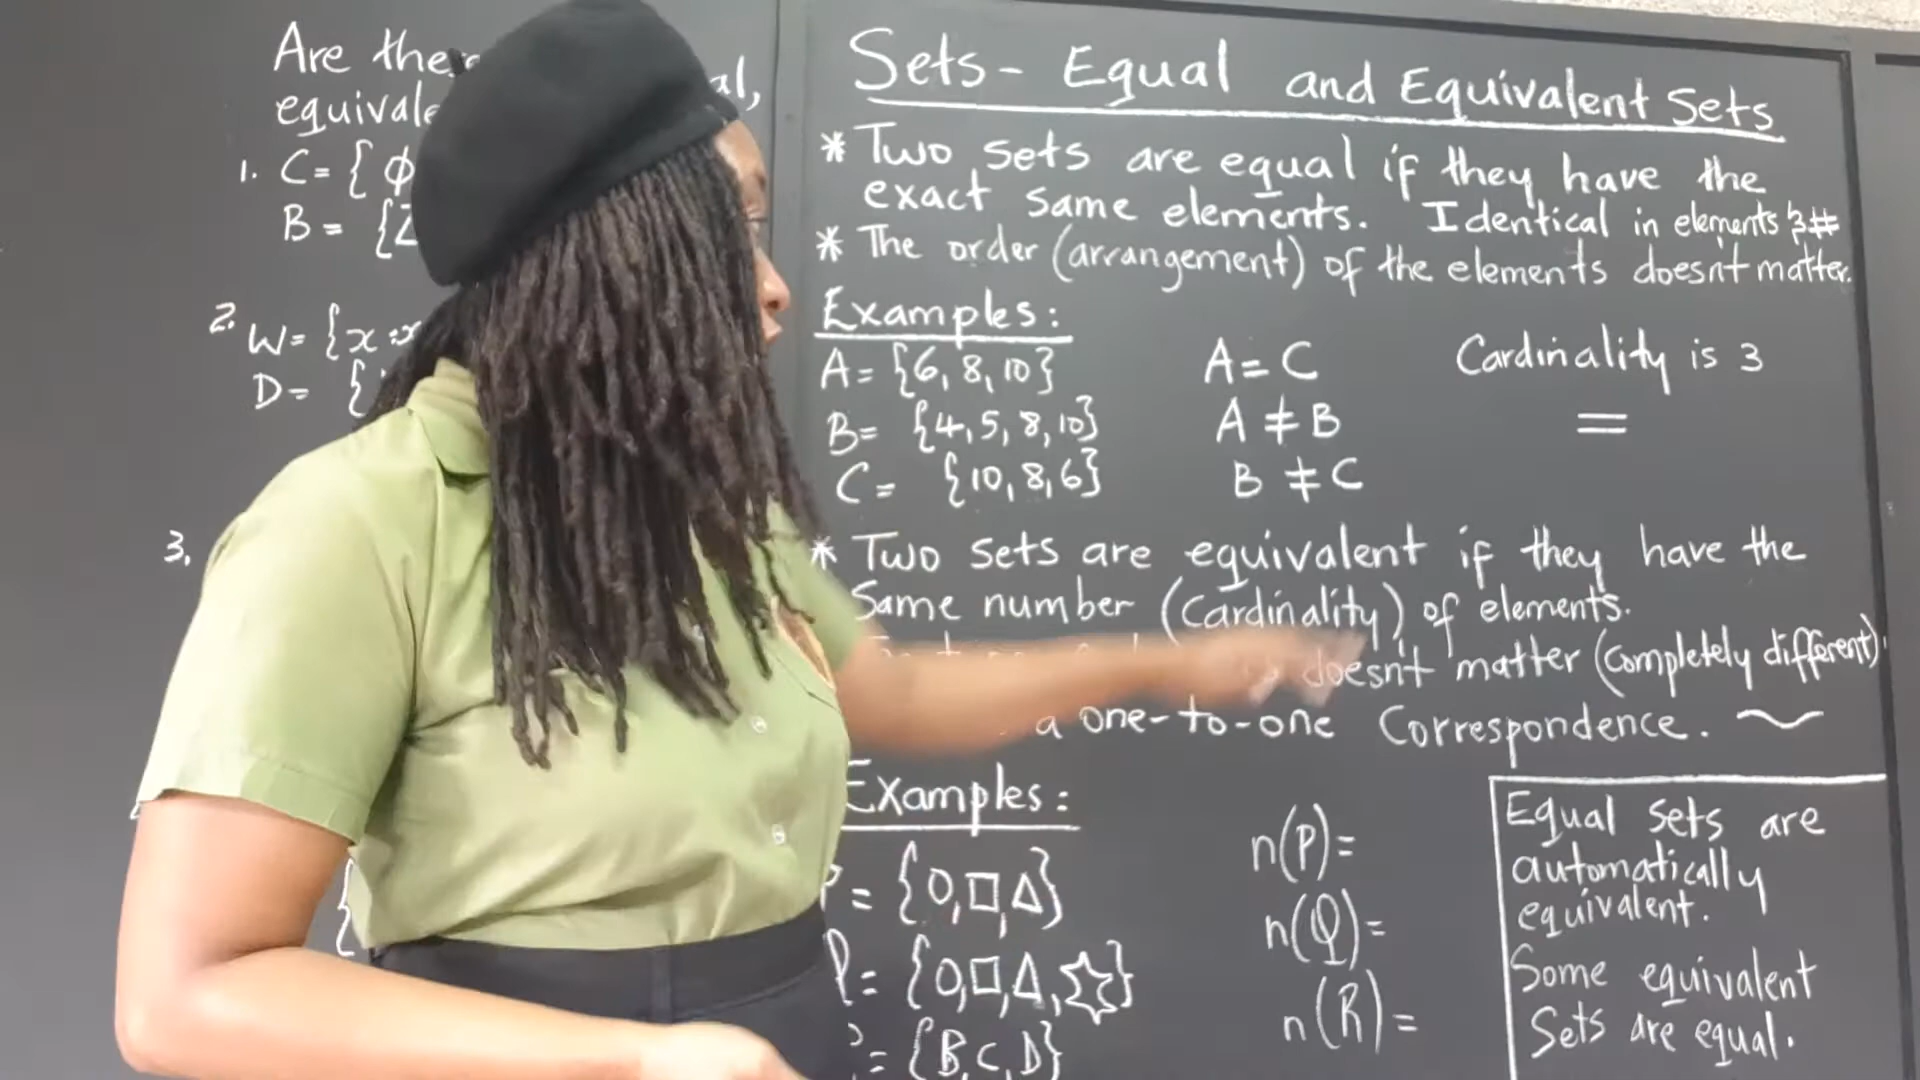 Are
equivale
al,
1. C= { φ
B = {
2. W= {x:x
D= {
3.
Sets- Equal and Equivalent Sets
* Two sets are equal if they have the
exact same elements. Identical in elements & #
* The order (arrangement) of the elements doesn't matter.
Examples:
A= {6, 8, 10}
B= {4, 5, 8, 10}
C= {10, 8, 6}
A = C
A ≠ B
B ≠ C
Cardinality is 3
=
* Two sets are equivalent if they have the
Same number (Cardinality) of elements.
doesn't matter (Completely different).
a one-to-one Correspondence. ~
Examples:
= {O, □, △}
= {O, □, △, ☆}
= {B, C, D}
n(P)=
n(Q)=
n(R)=
Equal sets are
automatically
equivalent.
Some equivalent
Sets are equal.